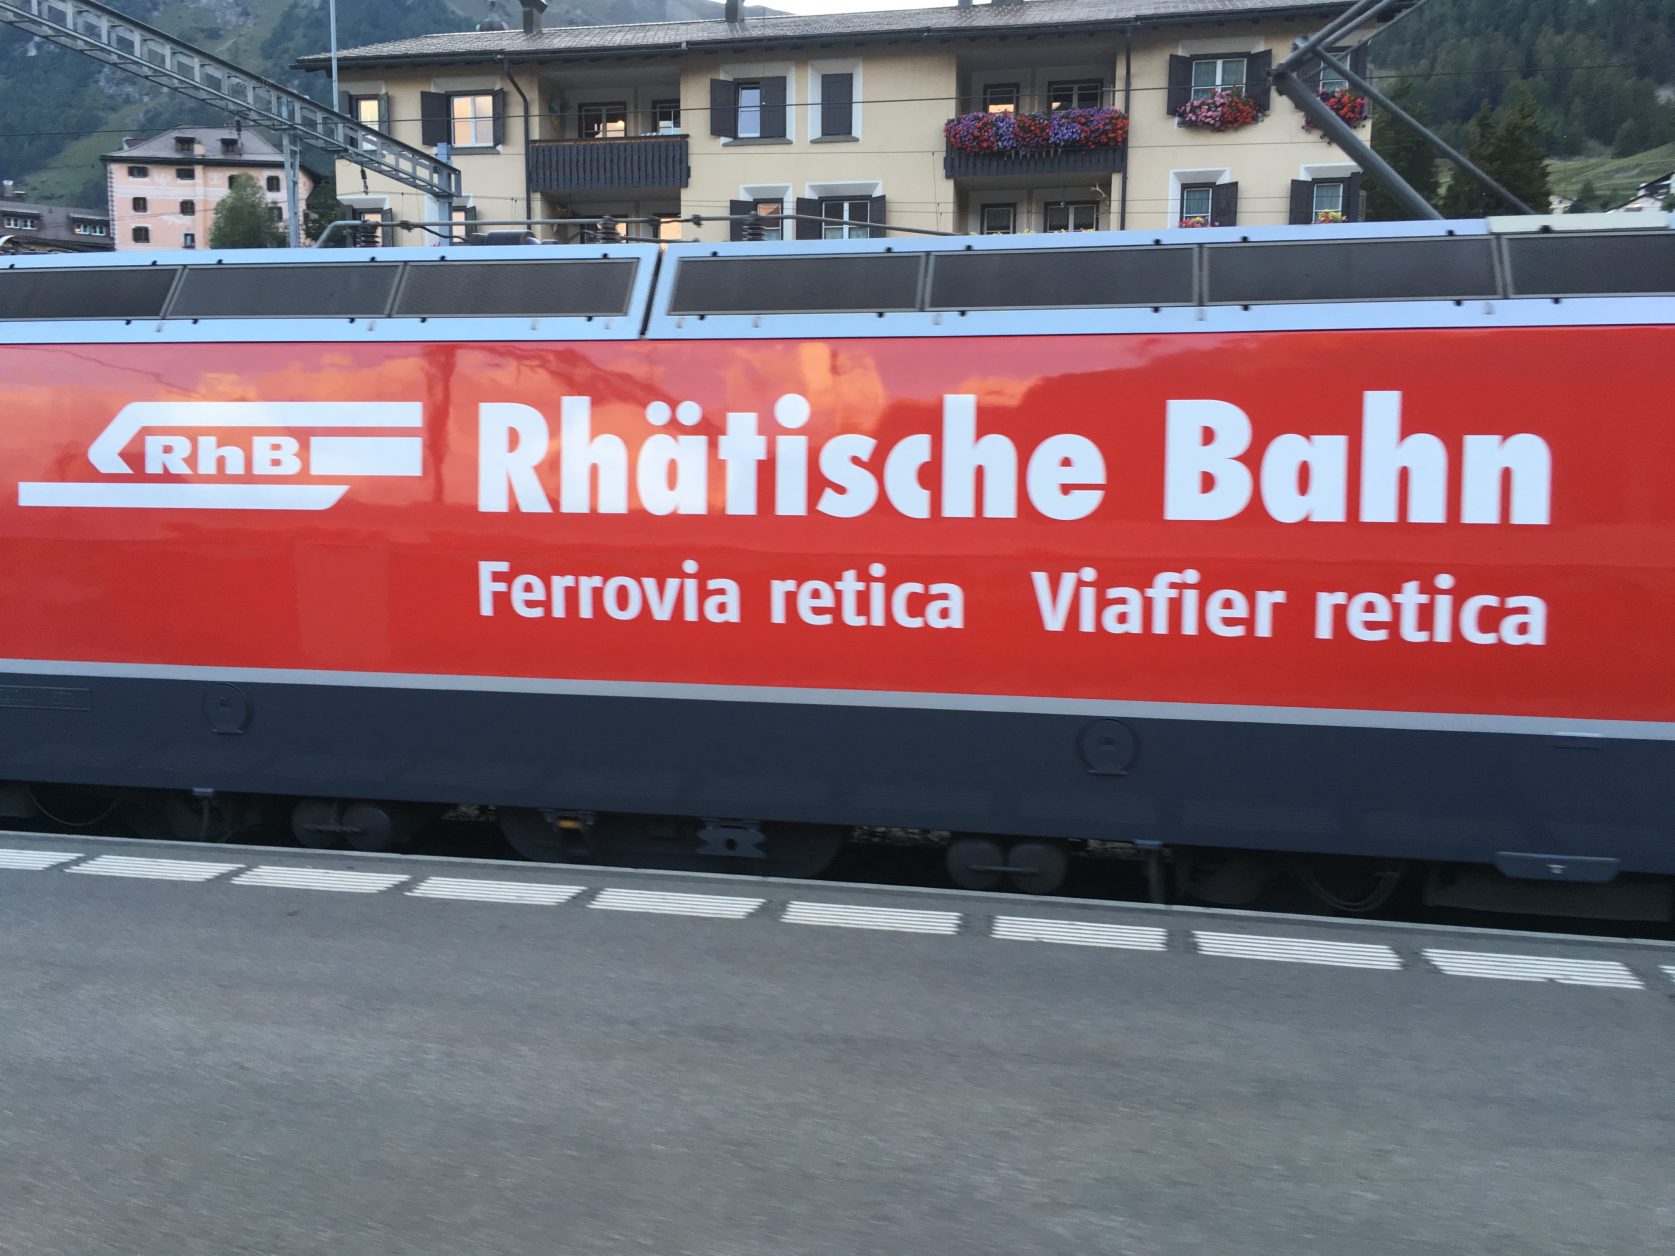 RhB
Rhätische Bahn
Ferrovia retica Viafier retica